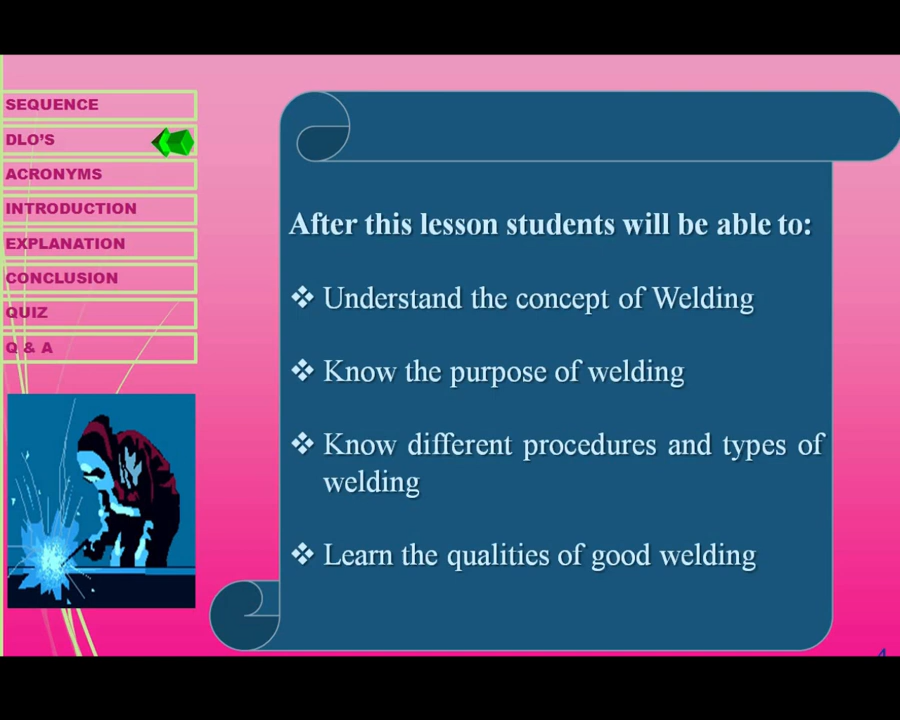 SEQUENCE
DLO'S
ACRONYMS
INTRODUCTION
EXPLANATION
CONCLUSION
QUIZ
Q & A
After this lesson students will be able to:
❖ Understand the concept of Welding
❖ Know the purpose of welding
❖ Know different procedures and types of
welding
❖ Learn the qualities of good welding
4